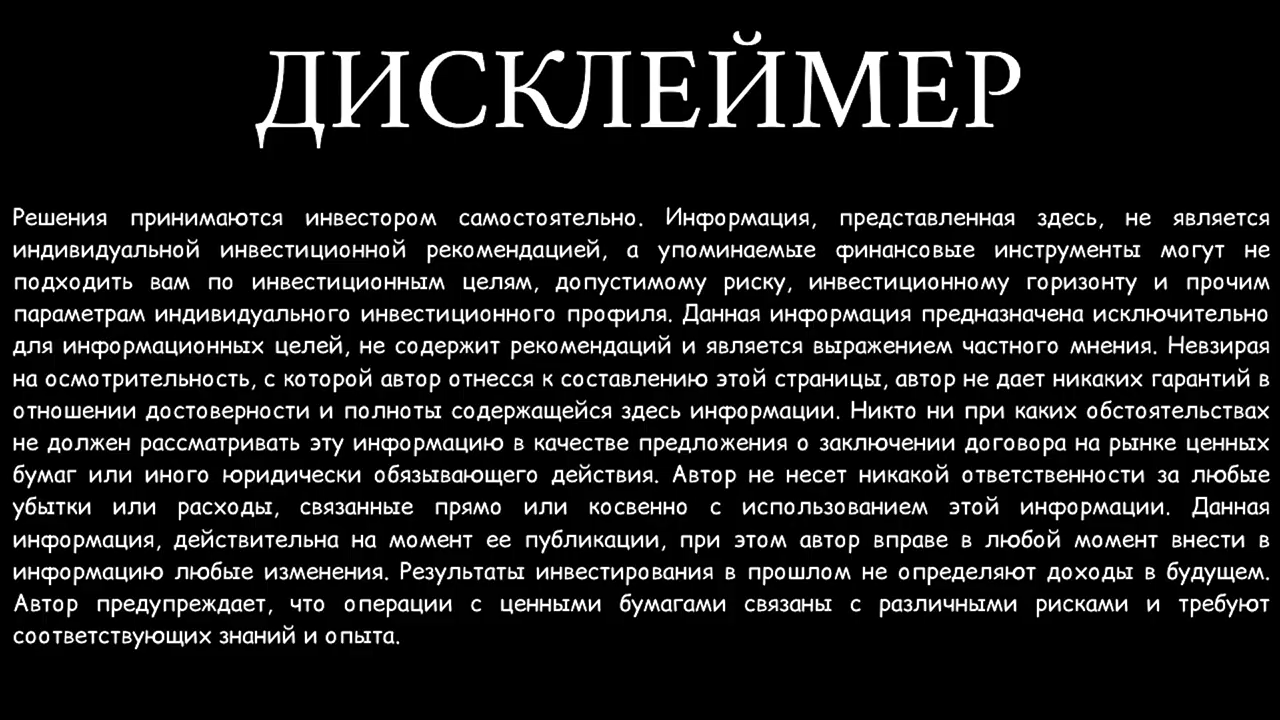 ДИСКЛЕЙМЕР
Решения принимаются инвестором самостоятельно. Информация, представленная здесь, не является
индивидуальной инвестиционной рекомендацией, а упоминаемые финансовые инструменты могут не
подходить вам по инвестиционным целям, допустимому риску, инвестиционному горизонту и прочим
параметрам индивидуального инвестиционного профиля. Данная информация предназначена исключительно
для информационных целей, не содержит рекомендаций и является выражением частного мнения. Невзирая
на осмотрительность, с которой автор отнесся к составлению этой страницы, автор не дает никаких гарантий в
отношении достоверности и полноты содержащейся здесь информации. Никто ни при каких обстоятельствах
не должен рассматривать эту информацию в качестве предложения о заключении договора на рынке ценных
бумаг или иного юридически обязывающего действия. Автор не несет никакой ответственности за любые
убытки или расходы, связанные прямо или косвенно с использованием этой информации. Данная
информация, действительна на момент ее публикации, при этом автор вправе в любой момент внести в
информацию любые изменения. Результаты инвестирования в прошлом не определяют доходы в будущем.
Автор предупреждает, что операции с ценными бумагами связаны с различными рисками и требуют
соответствующих знаний и опыта.